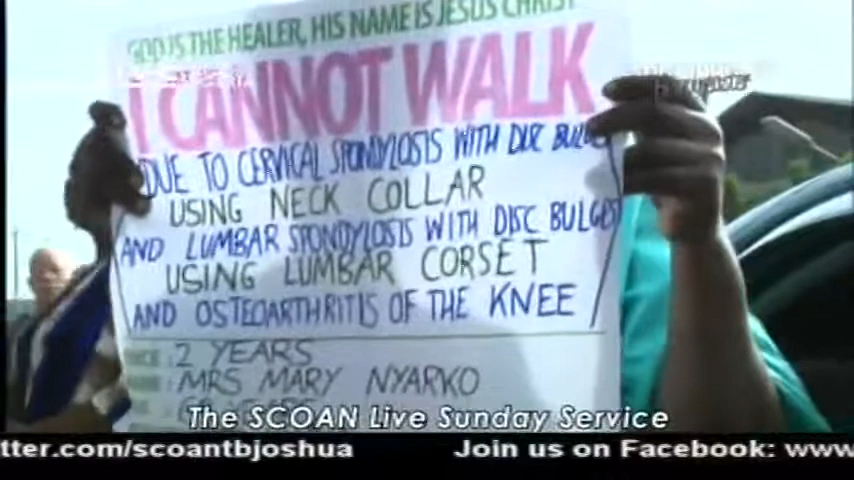 GOD IS THE HEALER, HIS NAME IS JESUS CHRIST
I CANNOT WALK
DUE TO CERVICAL SPONDYLOSIS WITH DISC
USING NECK COLLAR
AND LUMBAR SPONDYLOSIS WITH DISC BULGES
USING LUMBAR CORSET
AND OSTEOARTHRITIS OF THE KNEE
: 2 YEARS
: MRS MARY NYARKO
The SCOAN Live Sunday Service
tter.com/scoantbjoshua Join us on Facebook: www